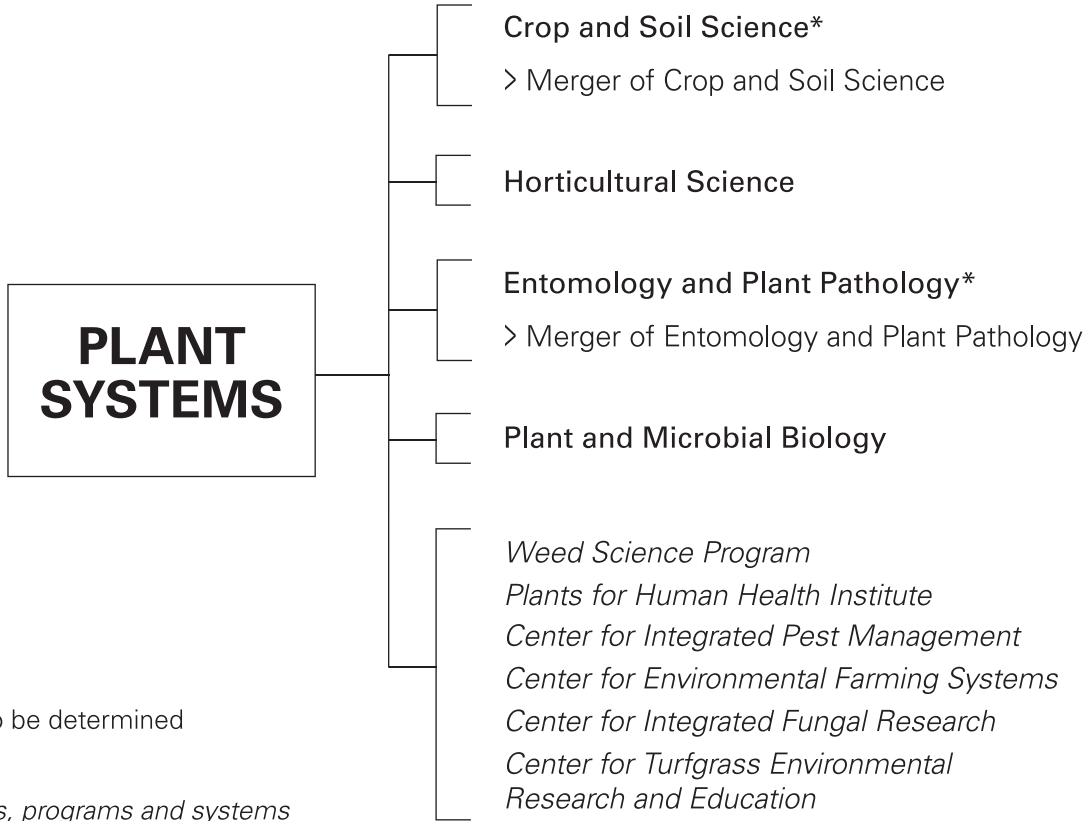 Crop and Soil Science*
> Merger of Crop and Soil Science
Horticultural Science
Entomology and Plant Pathology*
> Merger of Entomology and Plant Pathology
PLANT
SYSTEMS
Plant and Microbial Biology
Weed Science Program
Plants for Human Health Institute
Center for Integrated Pest Management
Center for Environmental Farming Systems
Center for Integrated Fungal Research
Center for Turfgrass Environmental
Research and Education
be determined
programs and systems